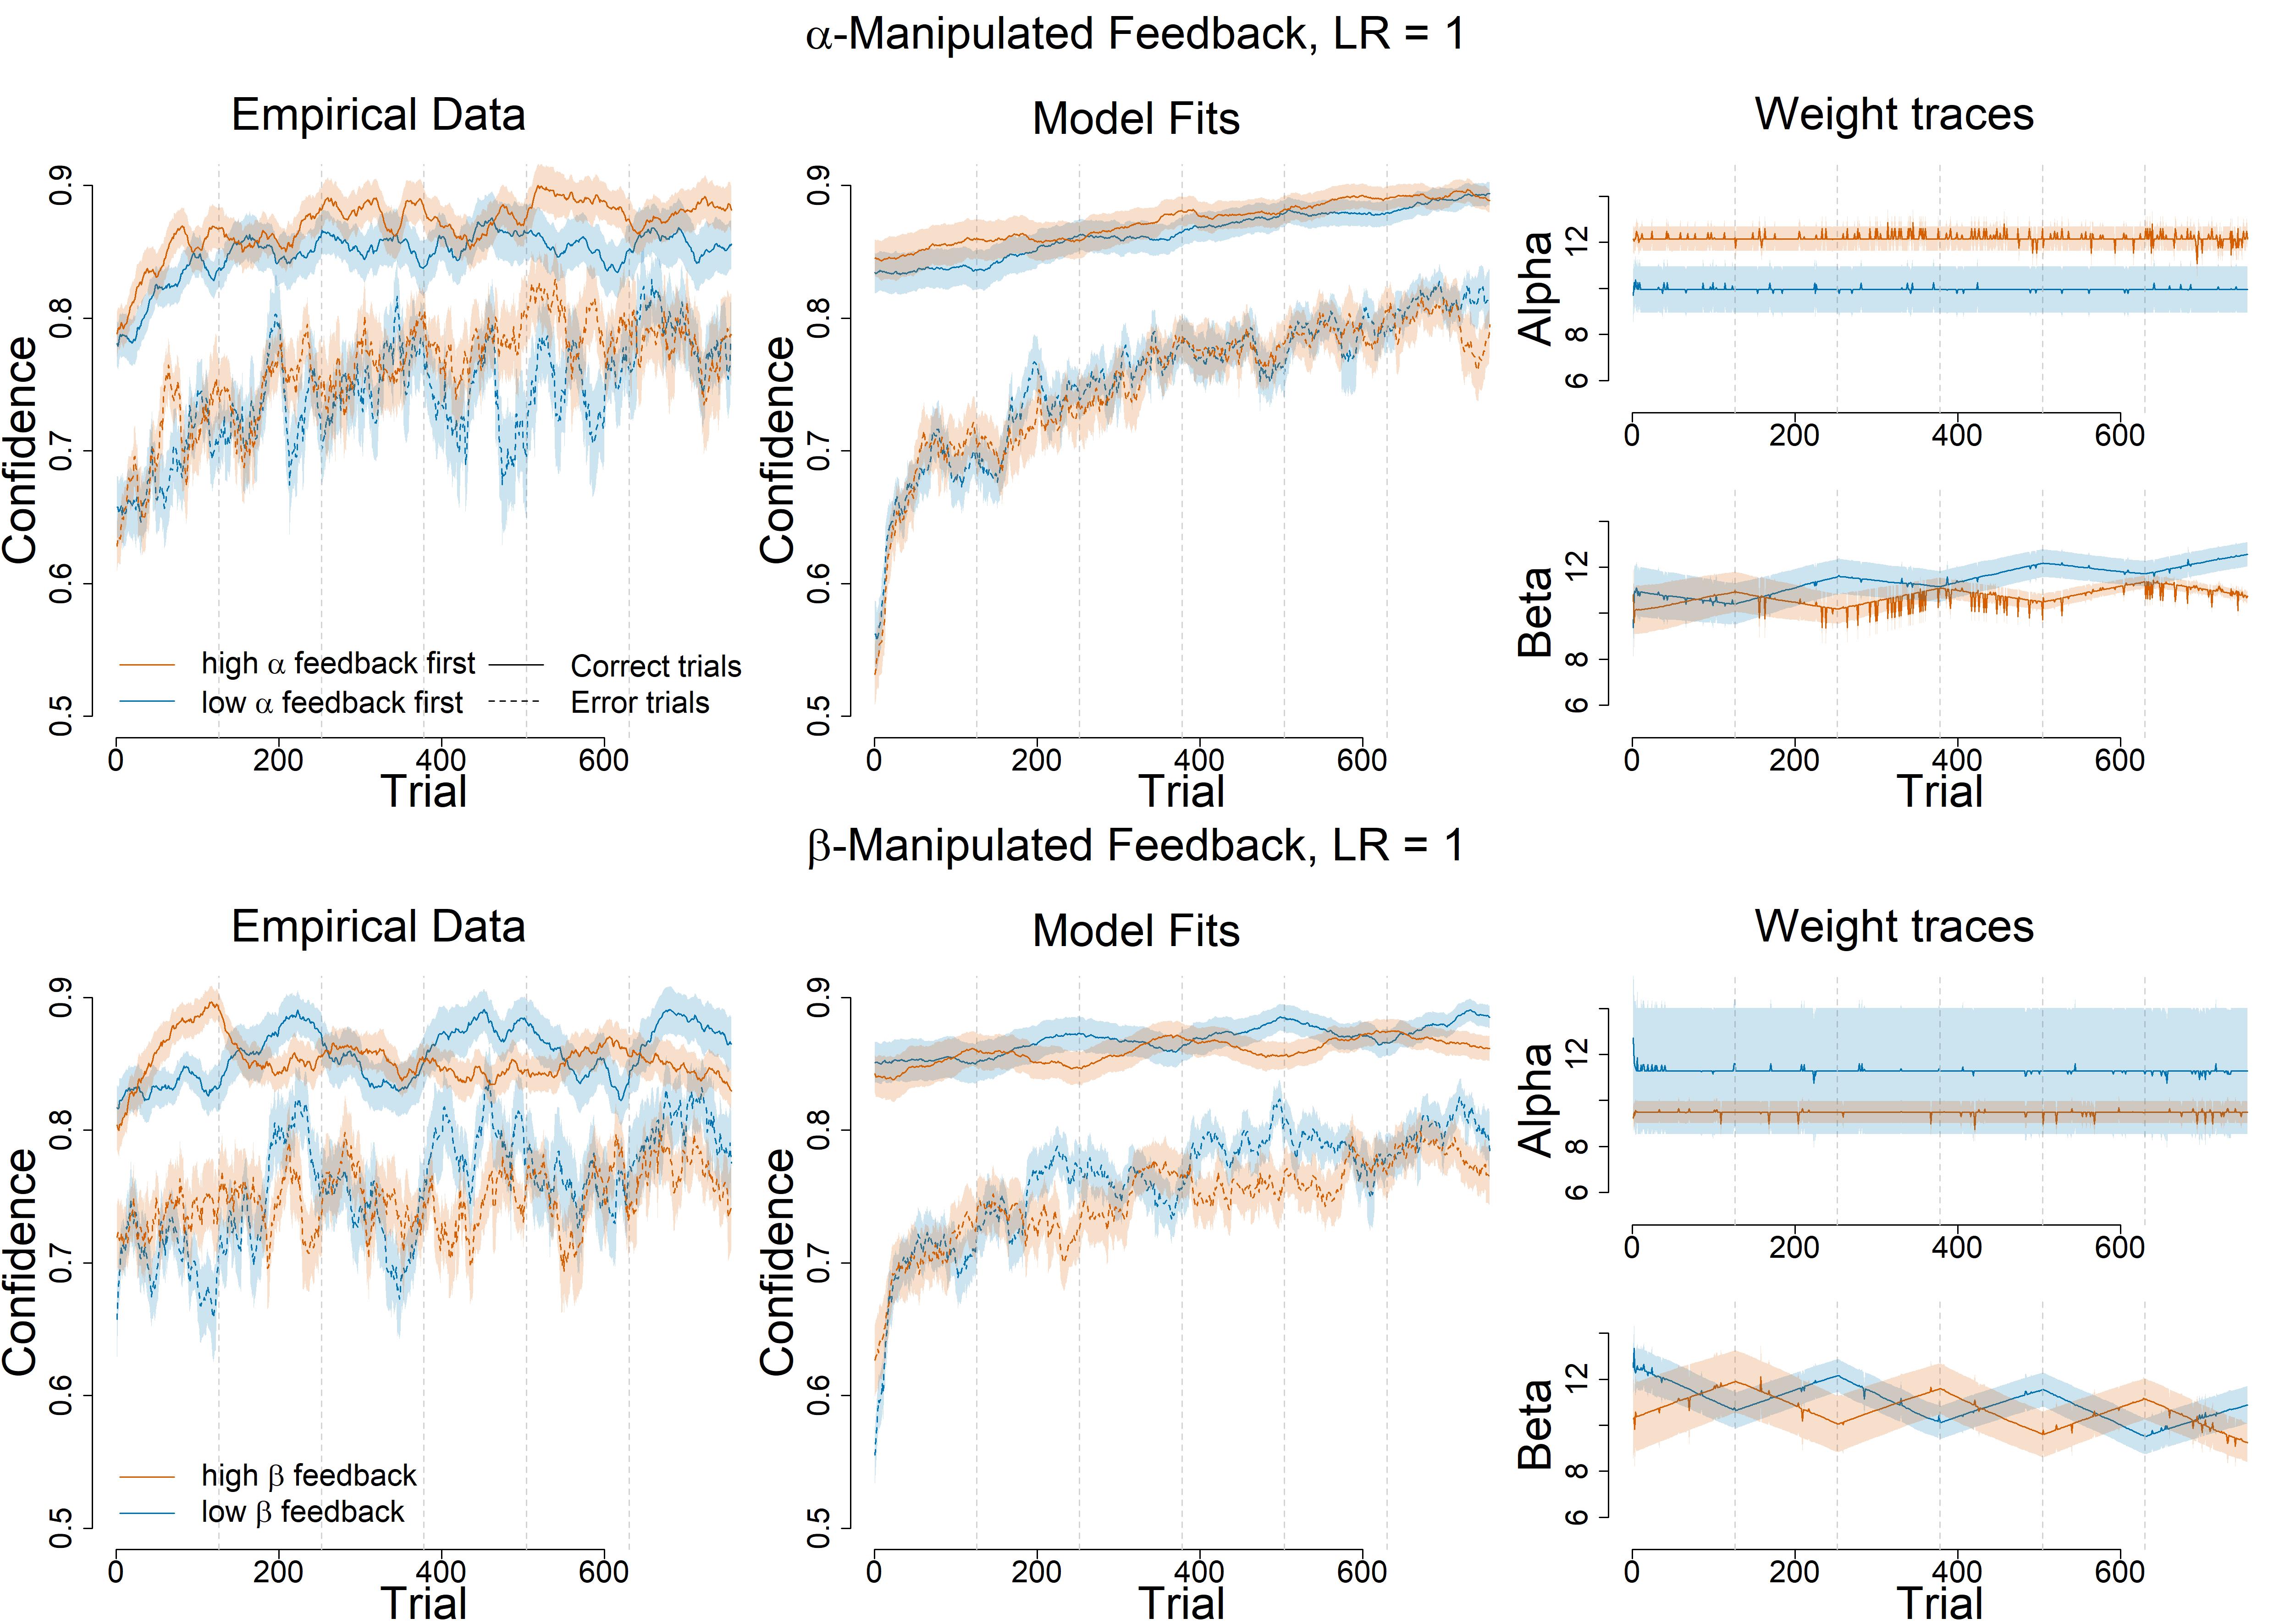 α-Manipulated Feedback, LR = 1
Empirical Data
Model Fits
Weight traces
Confidence
0.5 0.6 0.7 0.8 0.9
high α feedback first
low α feedback first
Correct trials
Error trials
0 200 400 600
Trial
Confidence
0.5 0.6 0.7 0.8 0.9
0 200 400 600
Trial
Alpha
6 8 12
0 200 400 600
Beta
6 8 12
0 200 400 600
Trial
β-Manipulated Feedback, LR = 1
Empirical Data
Model Fits
Weight traces
Confidence
0.5 0.6 0.7 0.8 0.9
high β feedback
low β feedback
0 200 400 600
Trial
Confidence
0.5 0.6 0.7 0.8 0.9
0 200 400 600
Trial
Alpha
6 8 12
0 200 400 600
Beta
6 8 12
0 200 400 600
Trial